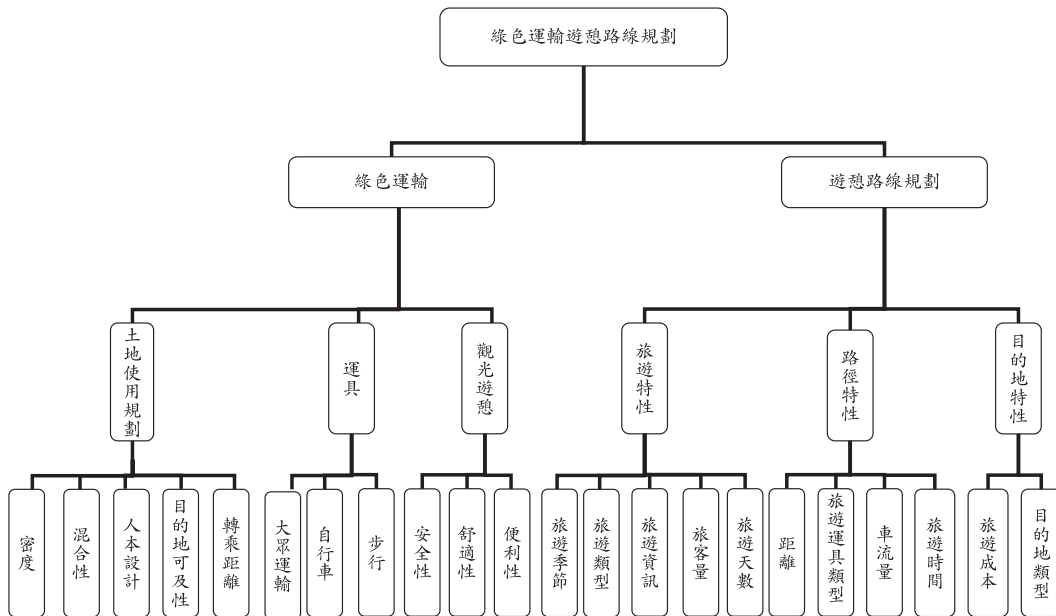 綠色運輸遊憩路線規劃
綠色運輸
遊憩路線規劃
土地使用規劃
運具
觀光遊憩
旅遊特性
路徑特性
目的地特性
密度
混合性
人本設計
目的地可及性
轉乘距離
大眾運輸
自行車
步行
安全性
舒適性
便利性
旅遊季節
旅遊類型
旅遊資訊
旅客量
旅遊天數
距離
旅遊運具類型
車流量
旅遊時間
旅遊成本
目的地類型